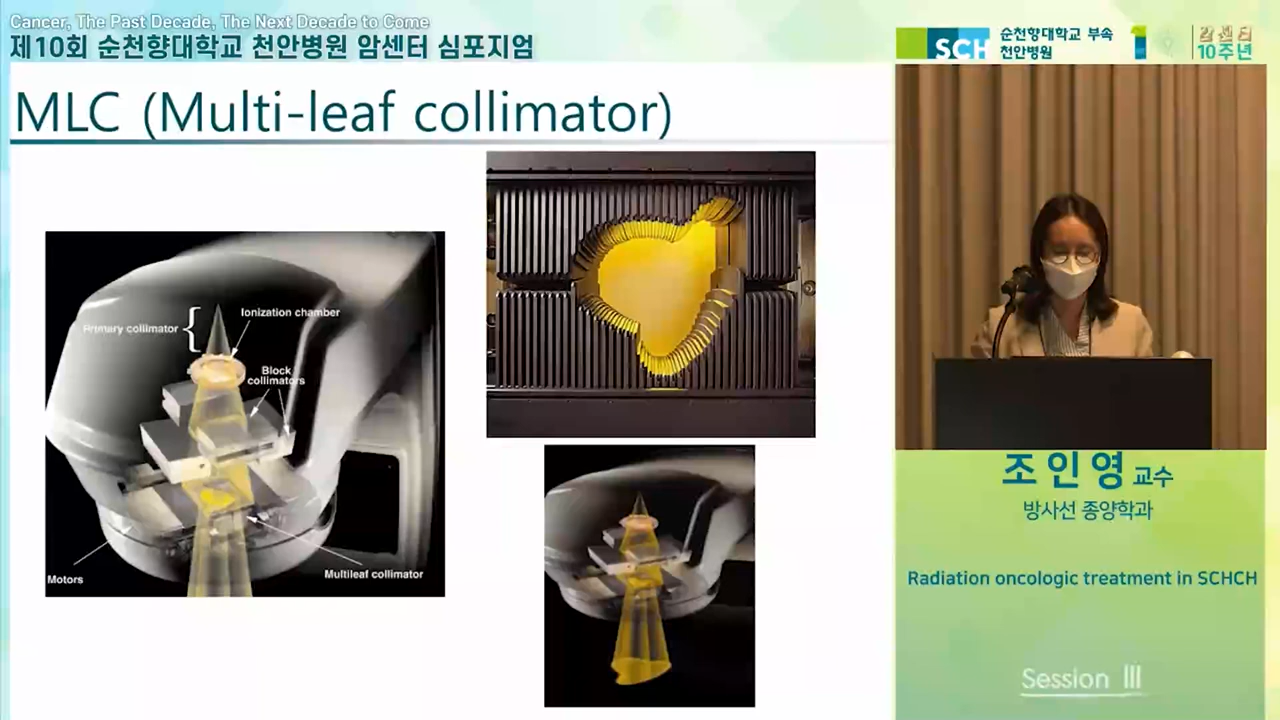 Cancer, The Past Decade, The Next Decade to Come
제10회 순천향대학교 천안병원 암센터 심포지엄
SCH
순천향대학교 부속
천안병원
1
암센터
10주년
MLC (Multi-leaf collimator)
Primary collimator
Ionization chamber
Block
collimators
Motors
Multileaf collimator
조인영 교수
방사선 종양학과
Radiation oncologic treatment in SCHCH
Session Ⅲ